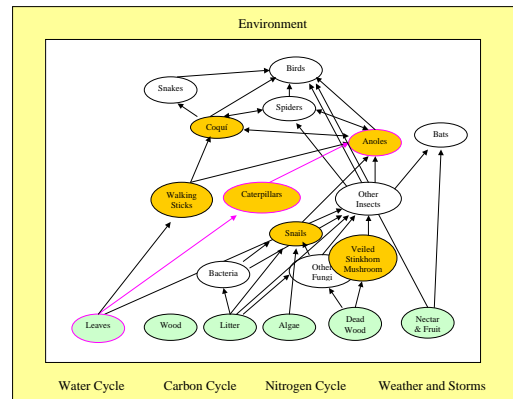 Environment
Birds
Snakes
Spiders
Coquí
Anoles
Bats
Walking
Sticks
Caterpillars
Other
Insects
Snails
Veiled
Stinkhorn
Mushroom
Bacteria
Other
Fungi
Leaves
Wood
Litter
Algae
Dead
Wood
Nectar
& Fruit
Water Cycle Carbon Cycle Nitrogen Cycle Weather and Storms